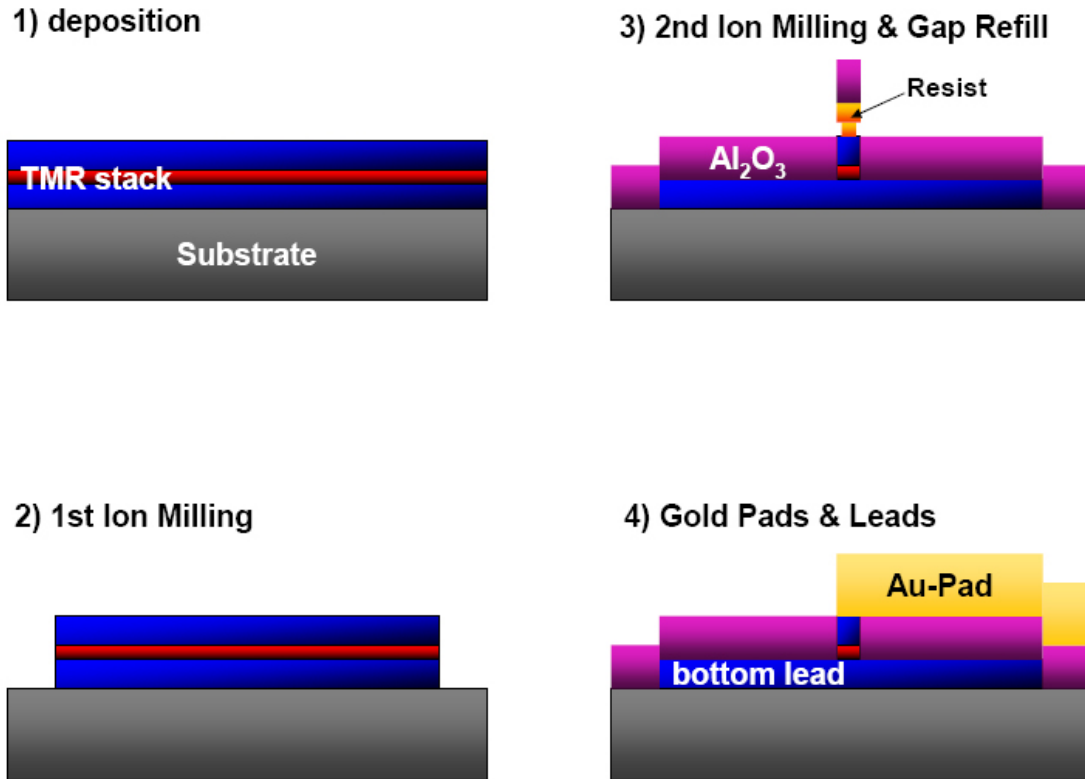 1) deposition
TMR stack
Substrate
2) 1st Ion Milling
3) 2nd Ion Milling & Gap Refill
Resist
Al₂O₃
4) Gold Pads & Leads
Au-Pad
bottom lead